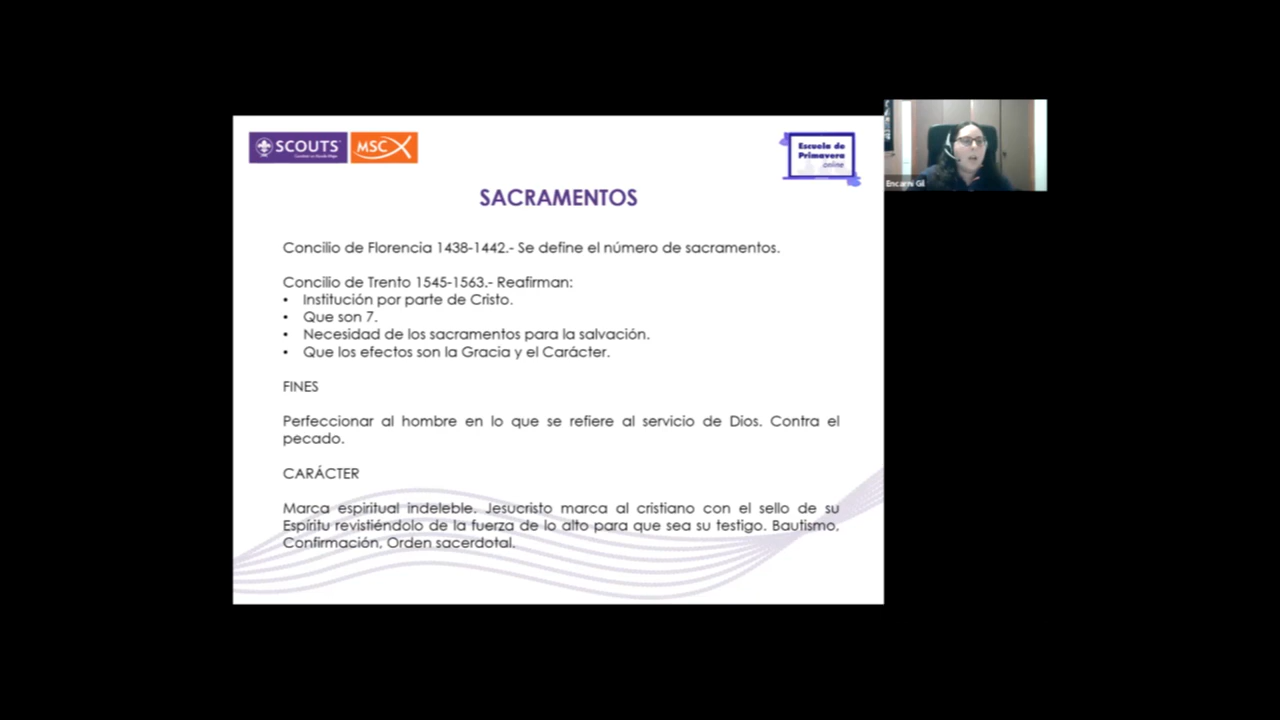 SCOUTS
MSC
Escuela de
Primavera
online
Encarni Gil
SACRAMENTOS
Concilio de Florencia 1438-1442.- Se define el número de sacramentos.
Concilio de Trento 1545-1563.- Reafirman:
• Institución por parte de Cristo.
• Que son 7.
• Necesidad de los sacramentos para la salvación.
• Que los efectos son la Gracia y el Carácter.
FINES
Perfeccionar al hombre en lo que se refiere al servicio de Dios. Contra el
pecado.
CARÁCTER
Marca espiritual indeleble. Jesucristo marca al cristiano con el sello de su
Espíritu revistiéndolo de la fuerza de lo alto para que sea su testigo. Bautismo,
Confirmación, Orden sacerdotal.